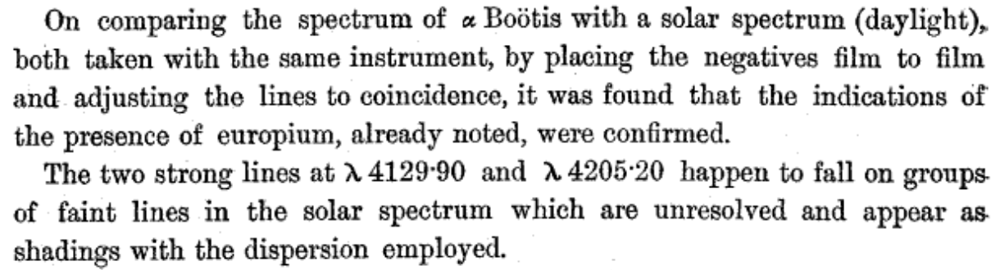 On comparing the spectrum of α Boötis with a solar spectrum (daylight),
both taken with the same instrument, by placing the negatives film to film
and adjusting the lines to coincidence, it was found that the indications of
the presence of europium, already noted, were confirmed.
The two strong lines at λ 4129·90 and λ 4205·20 happen to fall on groups
of faint lines in the solar spectrum which are unresolved and appear as
shadings with the dispersion employed.